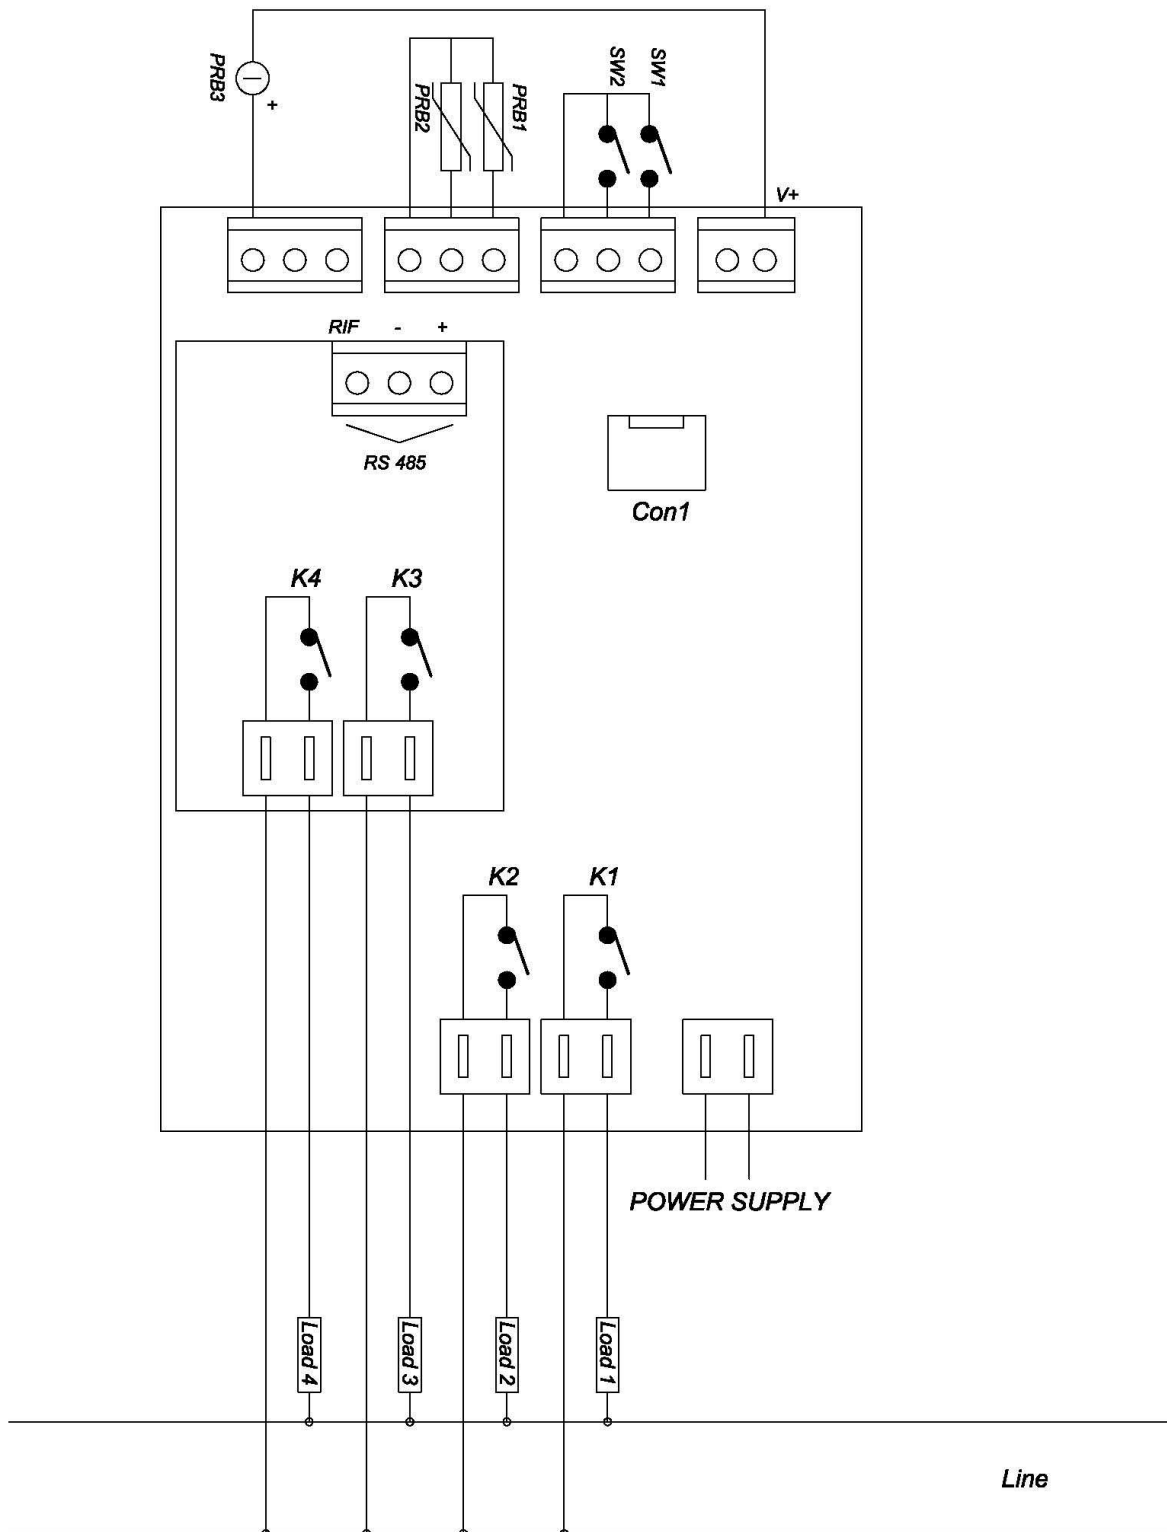 PRB3
+
PRB2
PRB1
SW2
SW1
V+
RIF - +
RS 485
Con1
K4 K3
K2 K1
POWER SUPPLY
Load 4
Load 3
Load 2
Load 1
Line